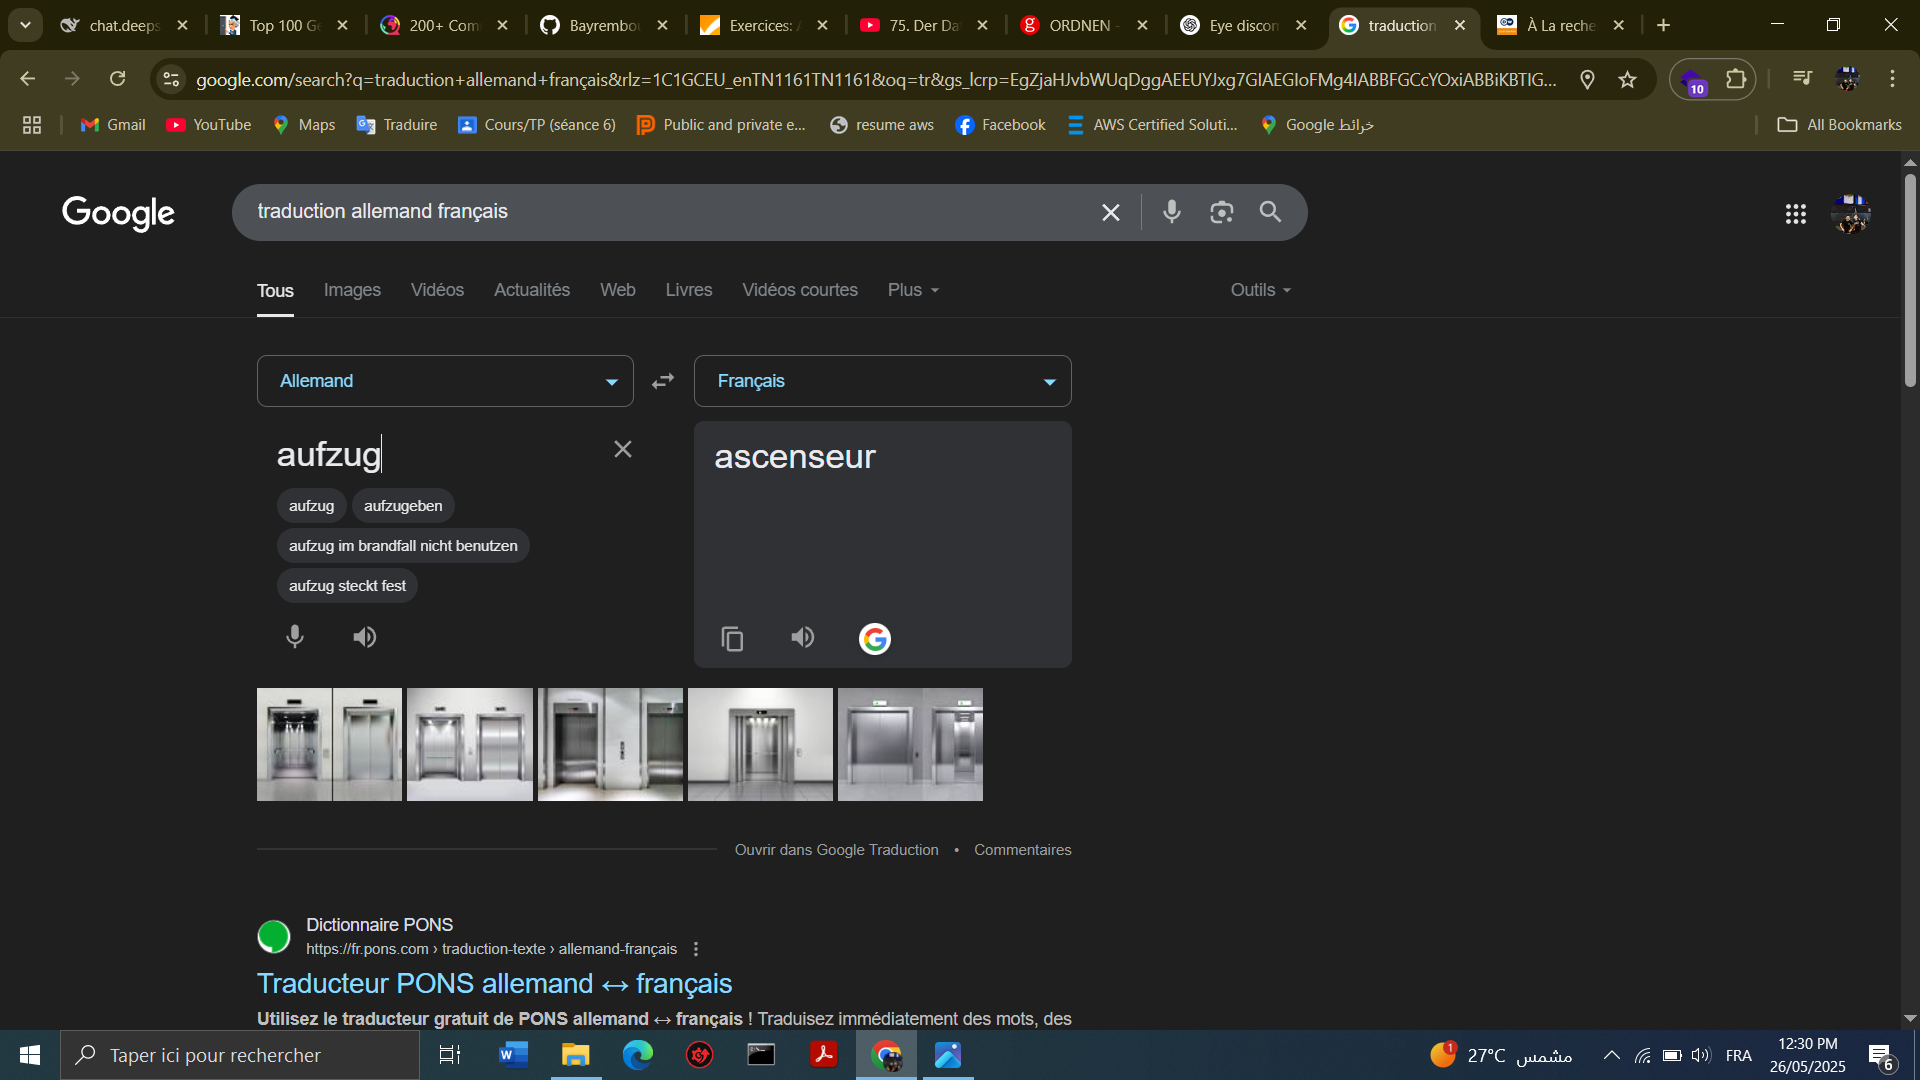 chat.deeps
Top 100 Ge
200+ Com
Bayrembou
Exercices: A
75. Der Da
ORDNEN -
Eye discon
traduction
À La reche
google.com/search?q=traduction+allemand+français&rlz=1C1GCEU_enTN1161TN1161&oq=tr&gs_lcrp=EgZjaHJvbWUqDggAEEUYJxg7GIAEGIoFMg4IABBFGCcYOxiABBiKBTIG...
10
Gmail
YouTube
Maps
Traduire
Cours/TP (séance 6)
Public and private e...
resume aws
Facebook
AWS Certified Soluti...
خرائط Google
All Bookmarks
Google
traduction allemand français
Tous
Images
Vidéos
Actualités
Web
Livres
Vidéos courtes
Plus
Outils
Allemand
Français
aufzug
ascenseur
aufzug
aufzugeben
aufzug im brandfall nicht benutzen
aufzug steckt fest
Ouvrir dans Google Traduction • Commentaires
Dictionnaire PONS
https://fr.pons.com › traduction-texte › allemand-français
Traducteur PONS allemand ↔ français
Utilisez le traducteur gratuit de PONS allemand ↔ français ! Traduisez immédiatement des mots, des
Taper ici pour rechercher
1
27°C مشمس
FRA
12:30 PM
26/05/2025
6